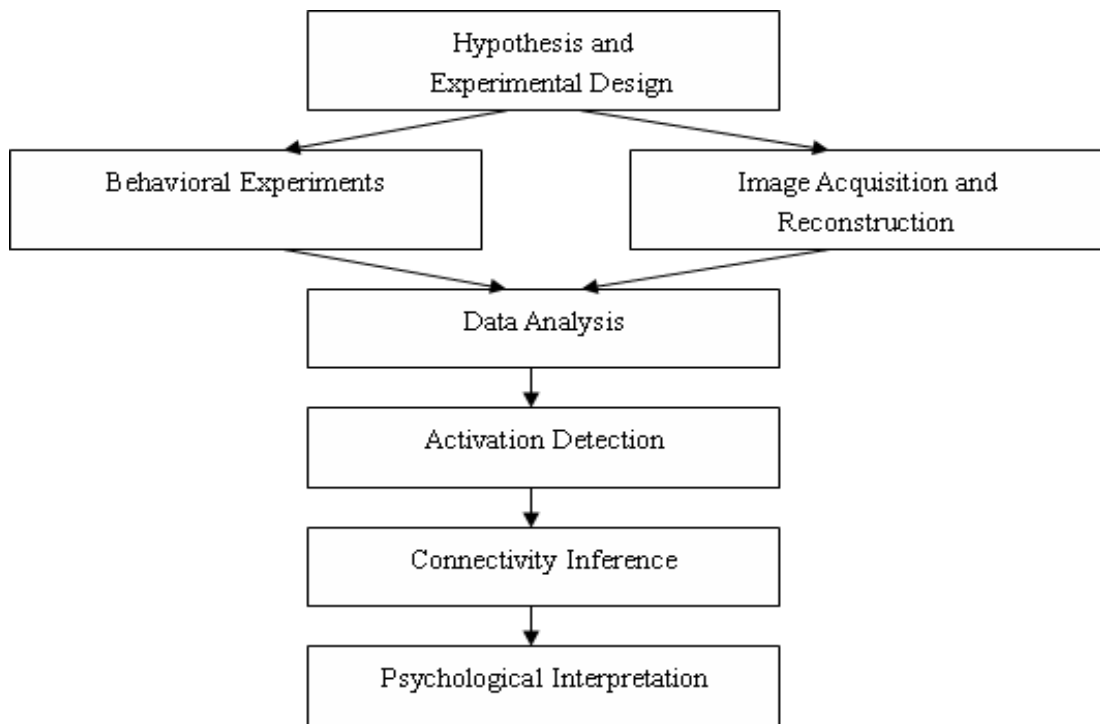 Hypothesis and
Experimental Design
Behavioral Experiments
Image Acquisition and
Reconstruction
Data Analysis
Activation Detection
Connectivity Inference
Psychological Interpretation